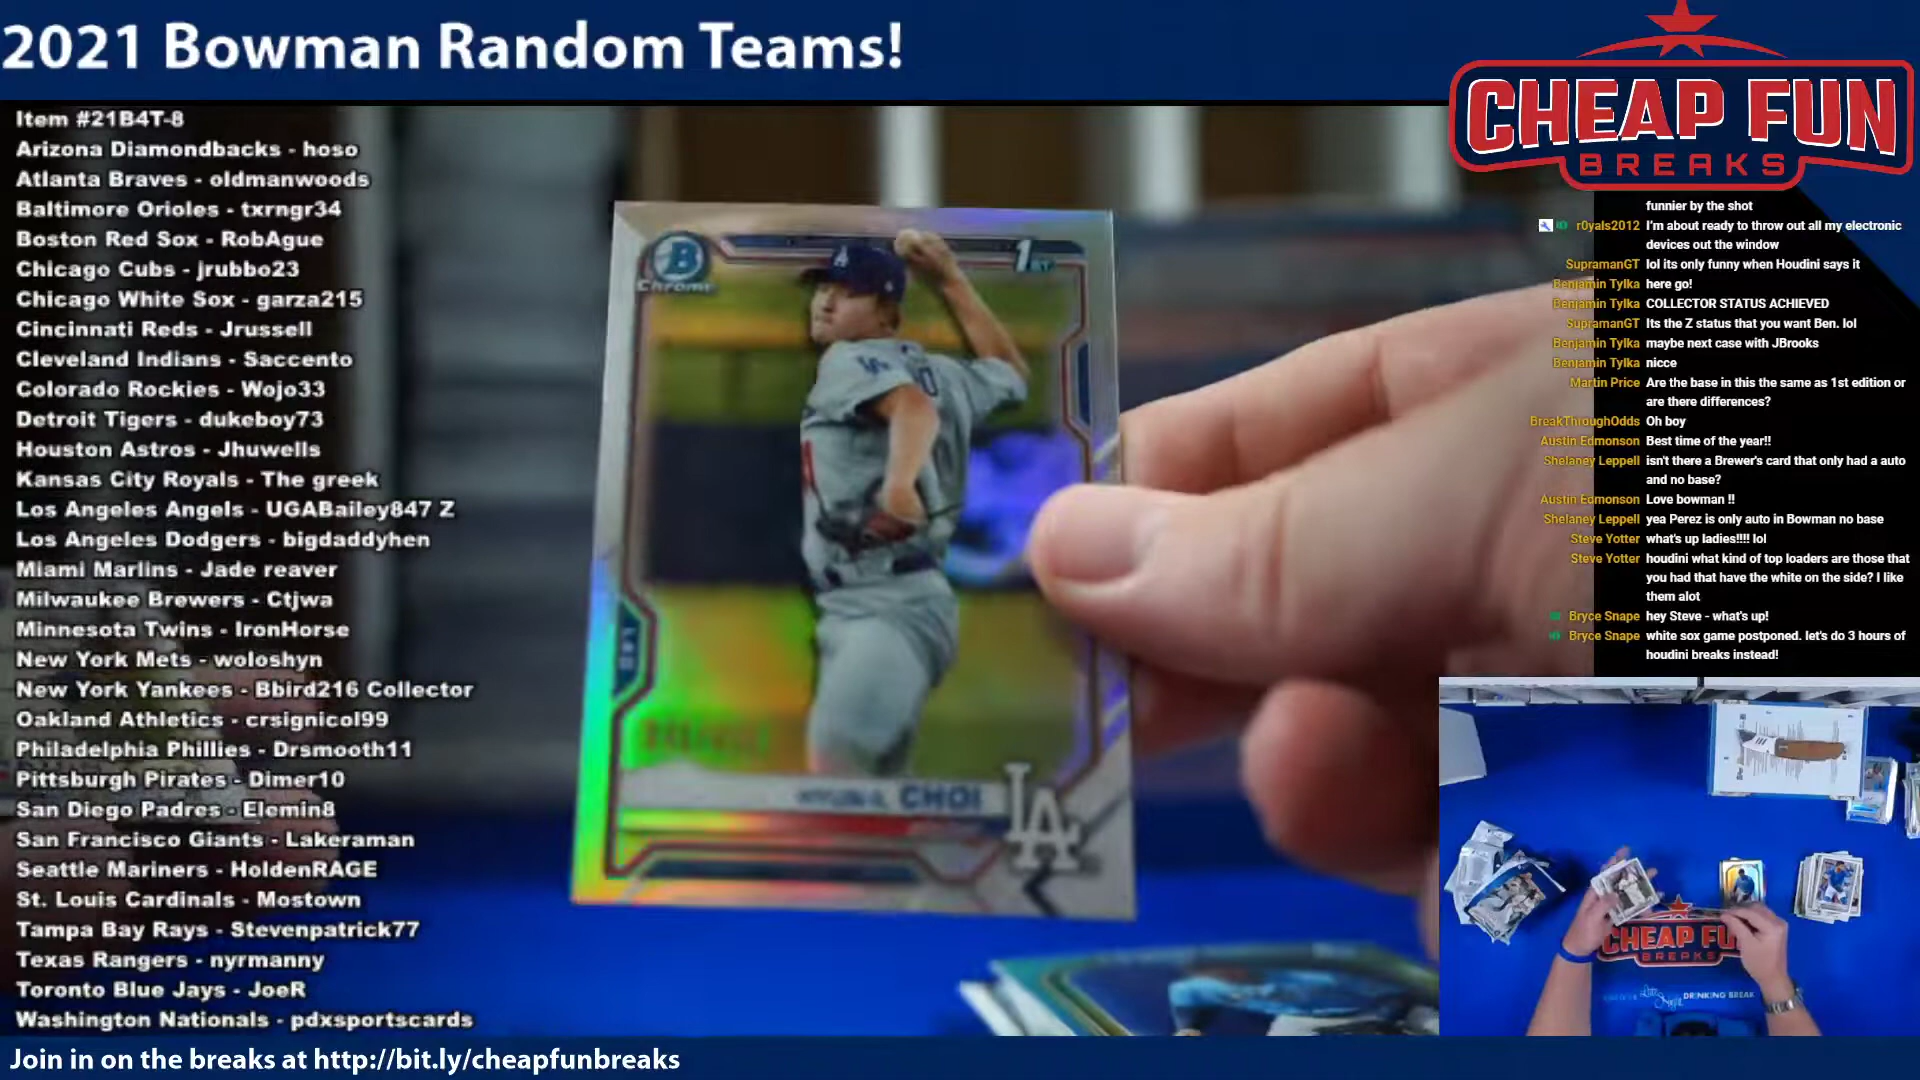 2021 Bowman Random Teams!
CHEAP FUN
BREAKS
Item #21B4T-8
Arizona Diamondbacks - hoso
Atlanta Braves - oldmanwoods
Baltimore Orioles - txrngr34
Boston Red Sox - RobAgue
Chicago Cubs - jrubbo23
Chicago White Sox - garza215
Cincinnati Reds - Jrussell
Cleveland Indians - Saccento
Colorado Rockies - Wojo33
Detroit Tigers - dukeboy73
Houston Astros - Jhuwells
Kansas City Royals - The greek
Los Angeles Angels - UGABailey847 Z
Los Angeles Dodgers - bigdaddyhen
Miami Marlins - Jade reaver
Milwaukee Brewers - Ctjwa
Minnesota Twins - IronHorse
New York Mets - woloshyn
New York Yankees - Bbird216 Collector
Oakland Athletics - crsignicol99
Philadelphia Phillies - Drsmooth11
Pittsburgh Pirates - Dimer10
San Diego Padres - Elemin8
San Francisco Giants - Lakeraman
Seattle Mariners - HoldenRAGE
St. Louis Cardinals - Mostown
Tampa Bay Rays - Stevenpatrick77
Texas Rangers - nyrmanny
Toronto Blue Jays - JoeR
Washington Nationals - pdxsportscards
B
Chrome
1ST
A
LA
CHOI
LA
funnier by the shot
r0yals2012 I'm about ready to throw out all my electronic
devices out the window
SupramanGT lol its only funny when Houdini says it
Benjamin Tylka here go!
Benjamin Tylka COLLECTOR STATUS ACHIEVED
SupramanGT Its the Z status that you want Ben. lol
Benjamin Tylka maybe next case with JBrooks
Benjamin Tylka nicce
Martin Price Are the base in this the same as 1st edition or
are there differences?
BreakThroughOdds Oh boy
Austin Edmonson Best time of the year!!
Shelaney Leppell isn't there a Brewer's card that only had a auto
and no base?
Austin Edmonson Love bowman !!
Shelaney Leppell yea Perez is only auto in Bowman no base
Steve Yotter what's up ladies!!!! lol
Steve Yotter houdini what kind of top loaders are those that
you had that have the white on the side? I like
them alot
Bryce Snape hey Steve - what's up!
Bryce Snape white sox game postponed. let's do 3 hours of
houdini breaks instead!
CHEAP FU
BREAKS
DRINKING BREAK
Join in on the breaks at http://bit.ly/cheapfunbreaks